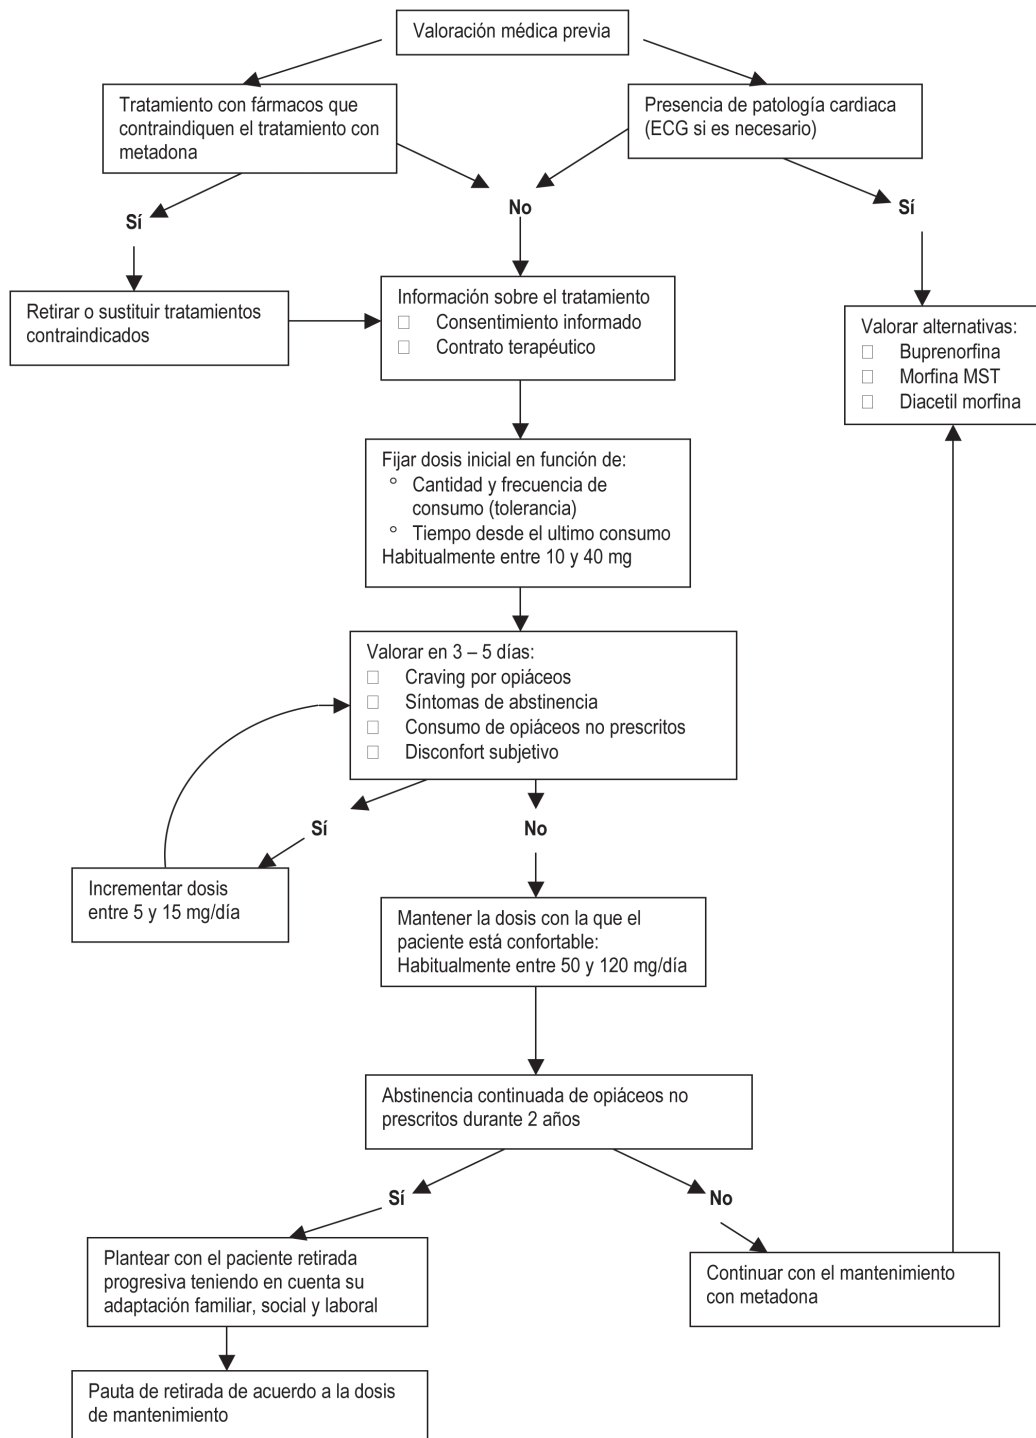 Valoración médica previa
Tratamiento con fármacos que
contraindiquen el tratamiento con
metadona
Presencia de patología cardiaca
(ECG si es necesario)
Sí
No
Sí
Retirar o sustituir tratamientos
contraindicados
Información sobre el tratamiento
□ Consentimiento informado
□ Contrato terapéutico
Valorar alternativas:
□ Buprenorfina
□ Morfina MST
□ Diacetil morfina
Fijar dosis inicial en función de:
° Cantidad y frecuencia de
consumo (tolerancia)
° Tiempo desde el ultimo consumo
Habitualmente entre 10 y 40 mg
Valorar en 3 – 5 días:
□ Craving por opiáceos
□ Síntomas de abstinencia
□ Consumo de opiáceos no prescritos
□ Disconfort subjetivo
Sí
No
Incrementar dosis
entre 5 y 15 mg/día
Mantener la dosis con la que el
paciente está confortable:
Habitualmente entre 50 y 120 mg/día
Abstinencia continuada de opiáceos no
prescritos durante 2 años
Sí
No
Plantear con el paciente retirada
progresiva teniendo en cuenta su
adaptación familiar, social y laboral
Continuar con el mantenimiento
con metadona
Pauta de retirada de acuerdo a la dosis
de mantenimiento